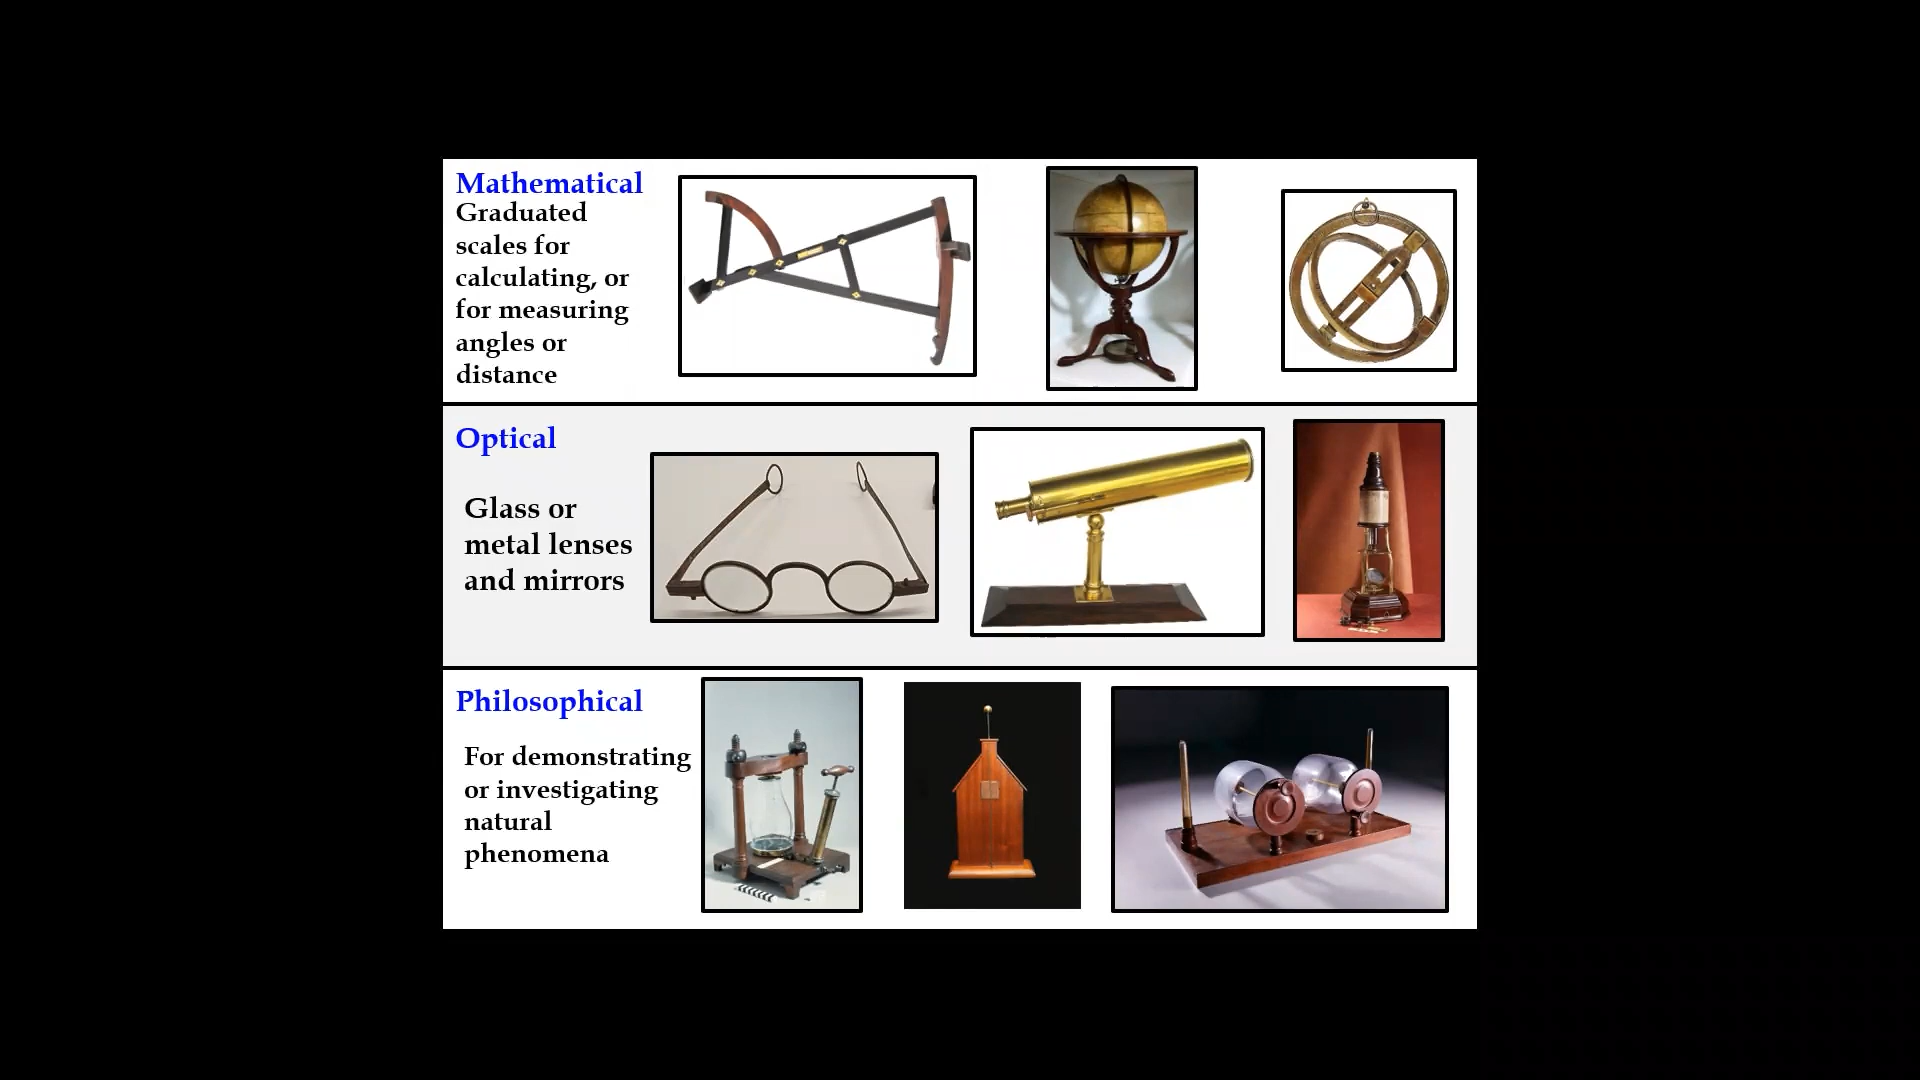 Mathematical
Graduated
scales for
calculating, or
for measuring
angles or
distance
Optical
Glass or
metal lenses
and mirrors
Philosophical
For demonstrating
or investigating
natural
phenomena